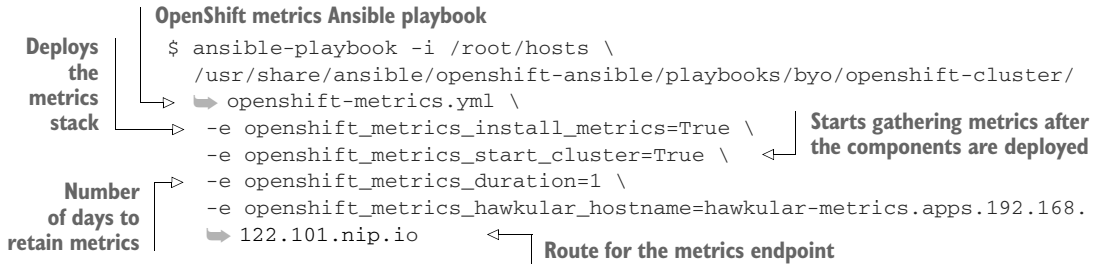 OpenShift metrics Ansible playbook
$ ansible-playbook -i /root/hosts \
/usr/share/ansible/openshift-ansible/playbooks/byo/openshift-cluster/
➥ openshift-metrics.yml \
-e openshift_metrics_install_metrics=True \
-e openshift_metrics_start_cluster=True \
-e openshift_metrics_duration=1 \
-e openshift_metrics_hawkular_hostname=hawkular-metrics.apps.192.168.
➥ 122.101.nip.io
Deploys
the
metrics
stack
Starts gathering metrics after
the components are deployed
Number
of days to
retain metrics
Route for the metrics endpoint